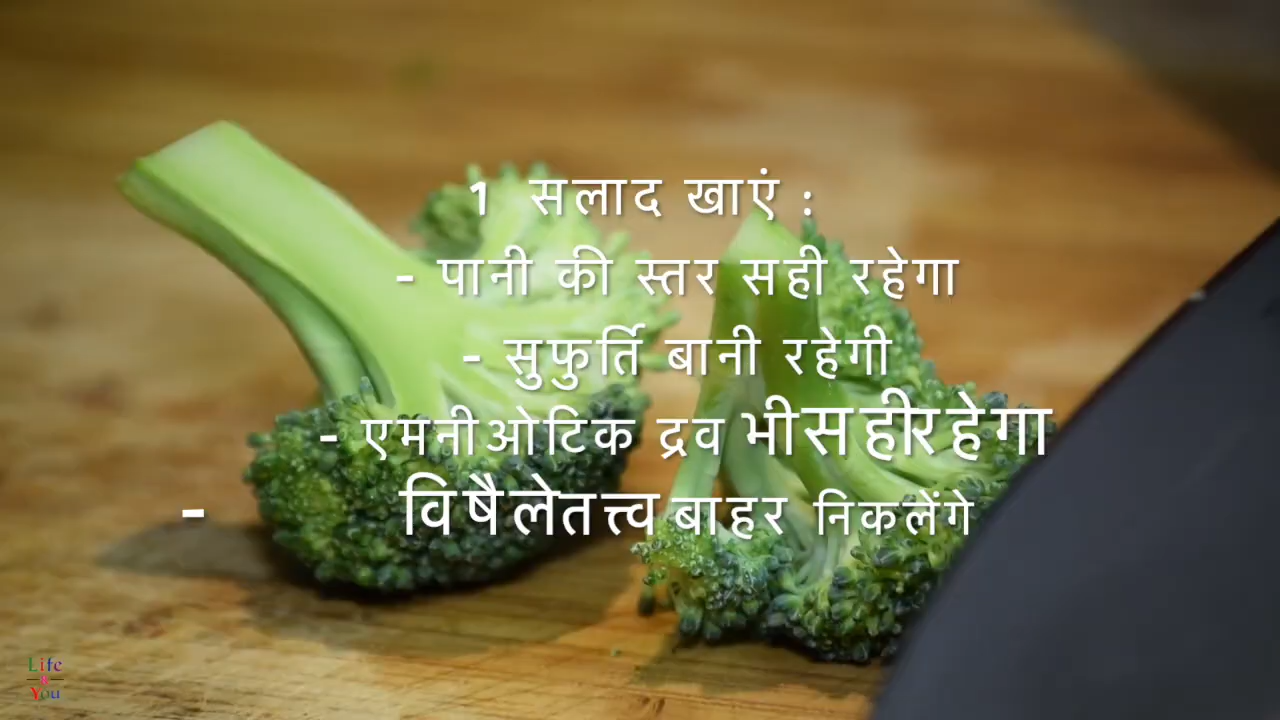 1 सलाद खाएं :
- पानी की स्तर सही रहेगा
- सुफुर्ति बानी रहेगी
- एमनीओटिक द्रव भी सही रहेगा
- विषैले तत्त्व बाहर निकलेंगे
Life
&
You